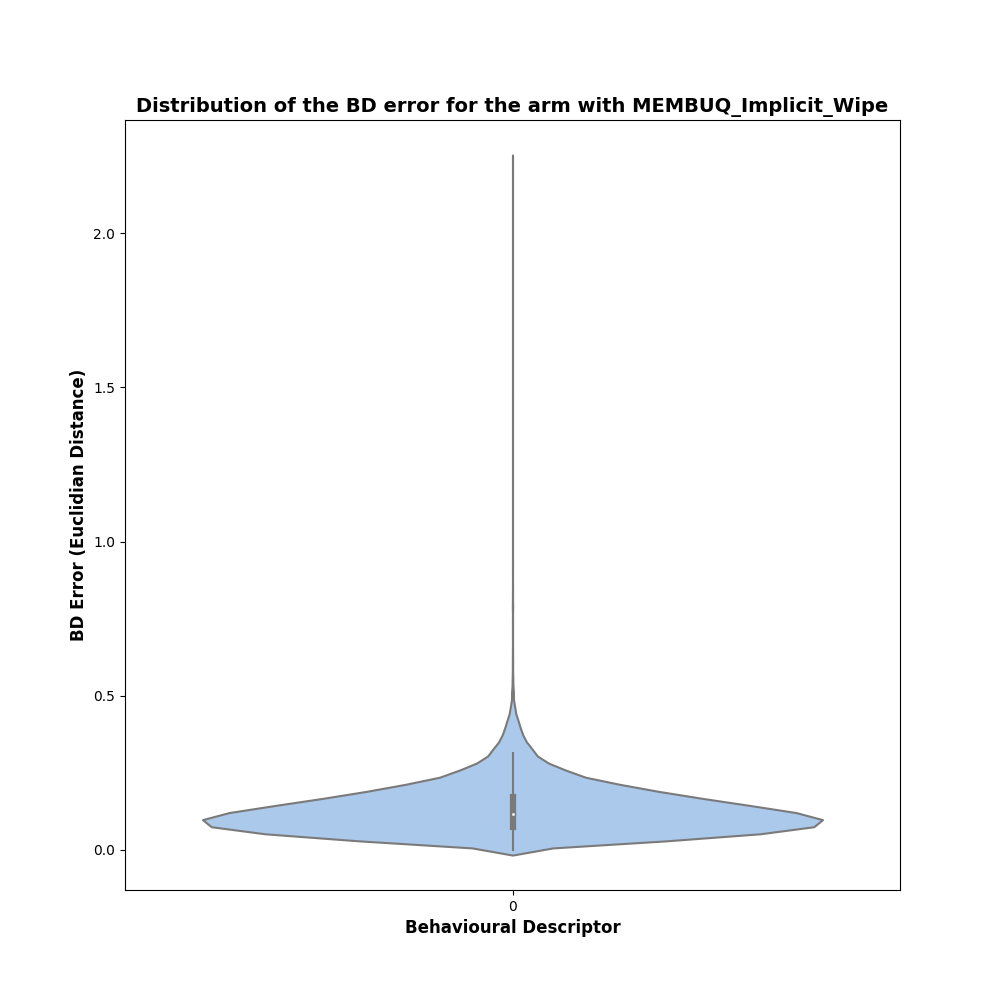 Distribution of the BD error for the arm with MEMBUQ_Implicit_Wipe
2.0
1.5
1.0
0.5
0.0
BD Error (Euclidian Distance)
0
Behavioural Descriptor